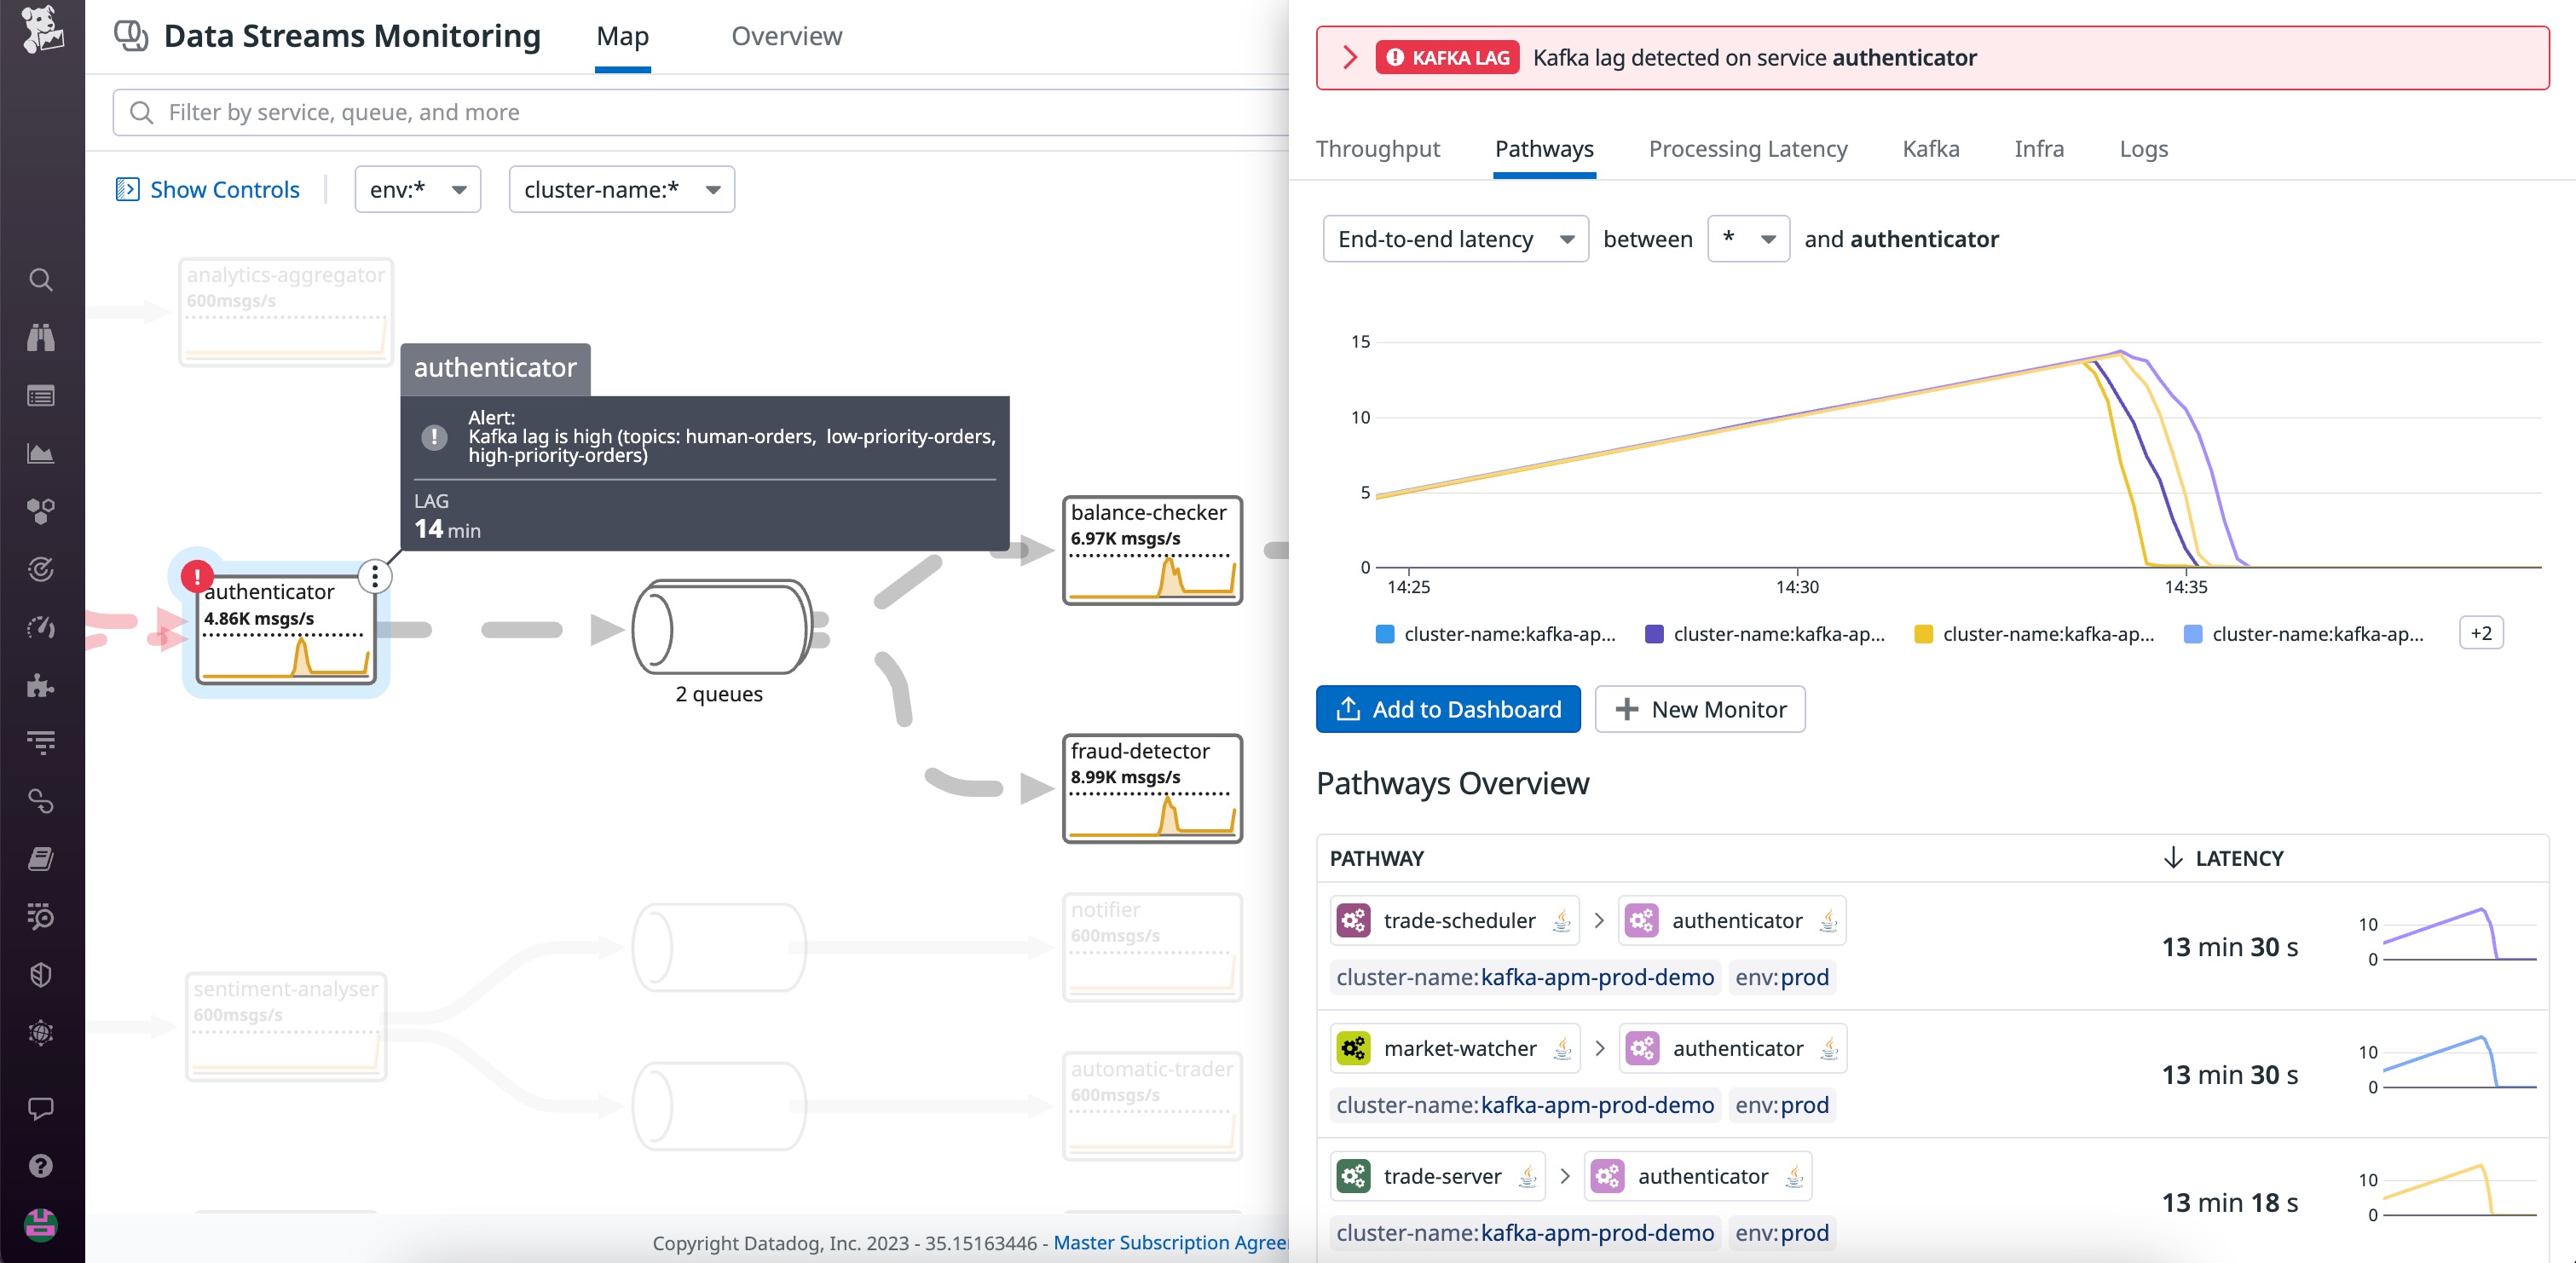 Data Streams Monitoring
Map
Overview
Filter by service, queue, and more
Show Controls
env:*
cluster-name:*
analytics-aggregator
600msgs/s
authenticator
Alert:
Kafka lag is high (topics: human-orders, low-priority-orders,
high-priority-orders)
LAG
14 min
authenticator
4.86K msgs/s
2 queues
balance-checker
6.97K msgs/s
fraud-detector
8.99K msgs/s
notifier
600msgs/s
sentiment-analyser
600msgs/s
automatic-trader
600msgs/s
Copyright Datadog, Inc. 2023 - 35.15163446 - Master Subscription Agree
KAFKA LAG Kafka lag detected on service authenticator
Throughput
Pathways
Processing Latency
Kafka
Infra
Logs
End-to-end latency between * and authenticator
15
10
5
0
14:25
14:30
14:35
cluster-name:kafka-ap...
cluster-name:kafka-ap...
cluster-name:kafka-ap...
cluster-name:kafka-ap...
+2
Add to Dashboard
New Monitor
Pathways Overview
PATHWAY
LATENCY
trade-scheduler > authenticator
cluster-name:kafka-apm-prod-demo env:prod
13 min 30 s
10
0
market-watcher > authenticator
cluster-name:kafka-apm-prod-demo env:prod
13 min 30 s
10
0
trade-server > authenticator
cluster-name:kafka-apm-prod-demo env:prod
13 min 18 s
10
0